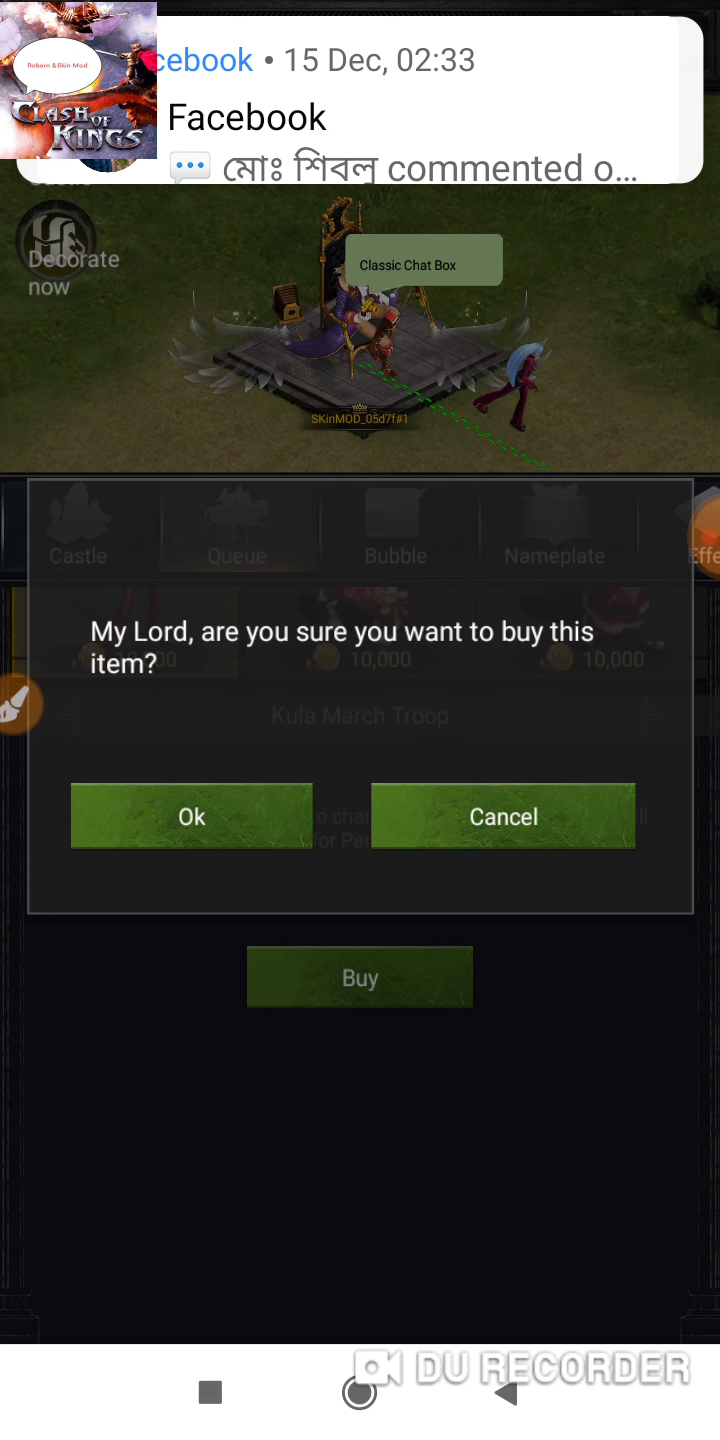 Reborn & Skin Mod
CLASH OF
KINGS
cebook • 15 Dec, 02:33
Facebook
💬 মোঃ শিবলু commented o...
Decorate
now
Classic Chat Box
SKinMOD_05d7f#1
Castle
Queue
Bubble
Nameplate
Effe
My Lord, are you sure you want to buy this
item?
10,000
10,000
Kula March Troop
Ok
Cancel
Buy
DU RECORDER